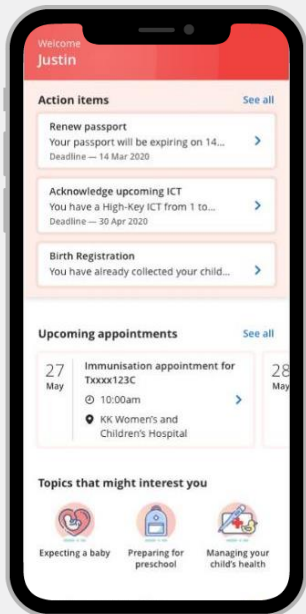 Welcome
Justin
Action items See all
Renew passport
Your passport will be expiring on 14...
Deadline — 14 Mar 2020
Acknowledge upcoming ICT
You have a High-Key ICT from 1 to...
Deadline — 30 Apr 2020
Birth Registration
You have already collected your child...
Upcoming appointments See all
27
May
Immunisation appointment for
Txxxx123C
10:00am
KK Women's and
Children's Hospital
28
May
Topics that might interest you
Expecting a baby
Preparing for
preschool
Managing your
child's health